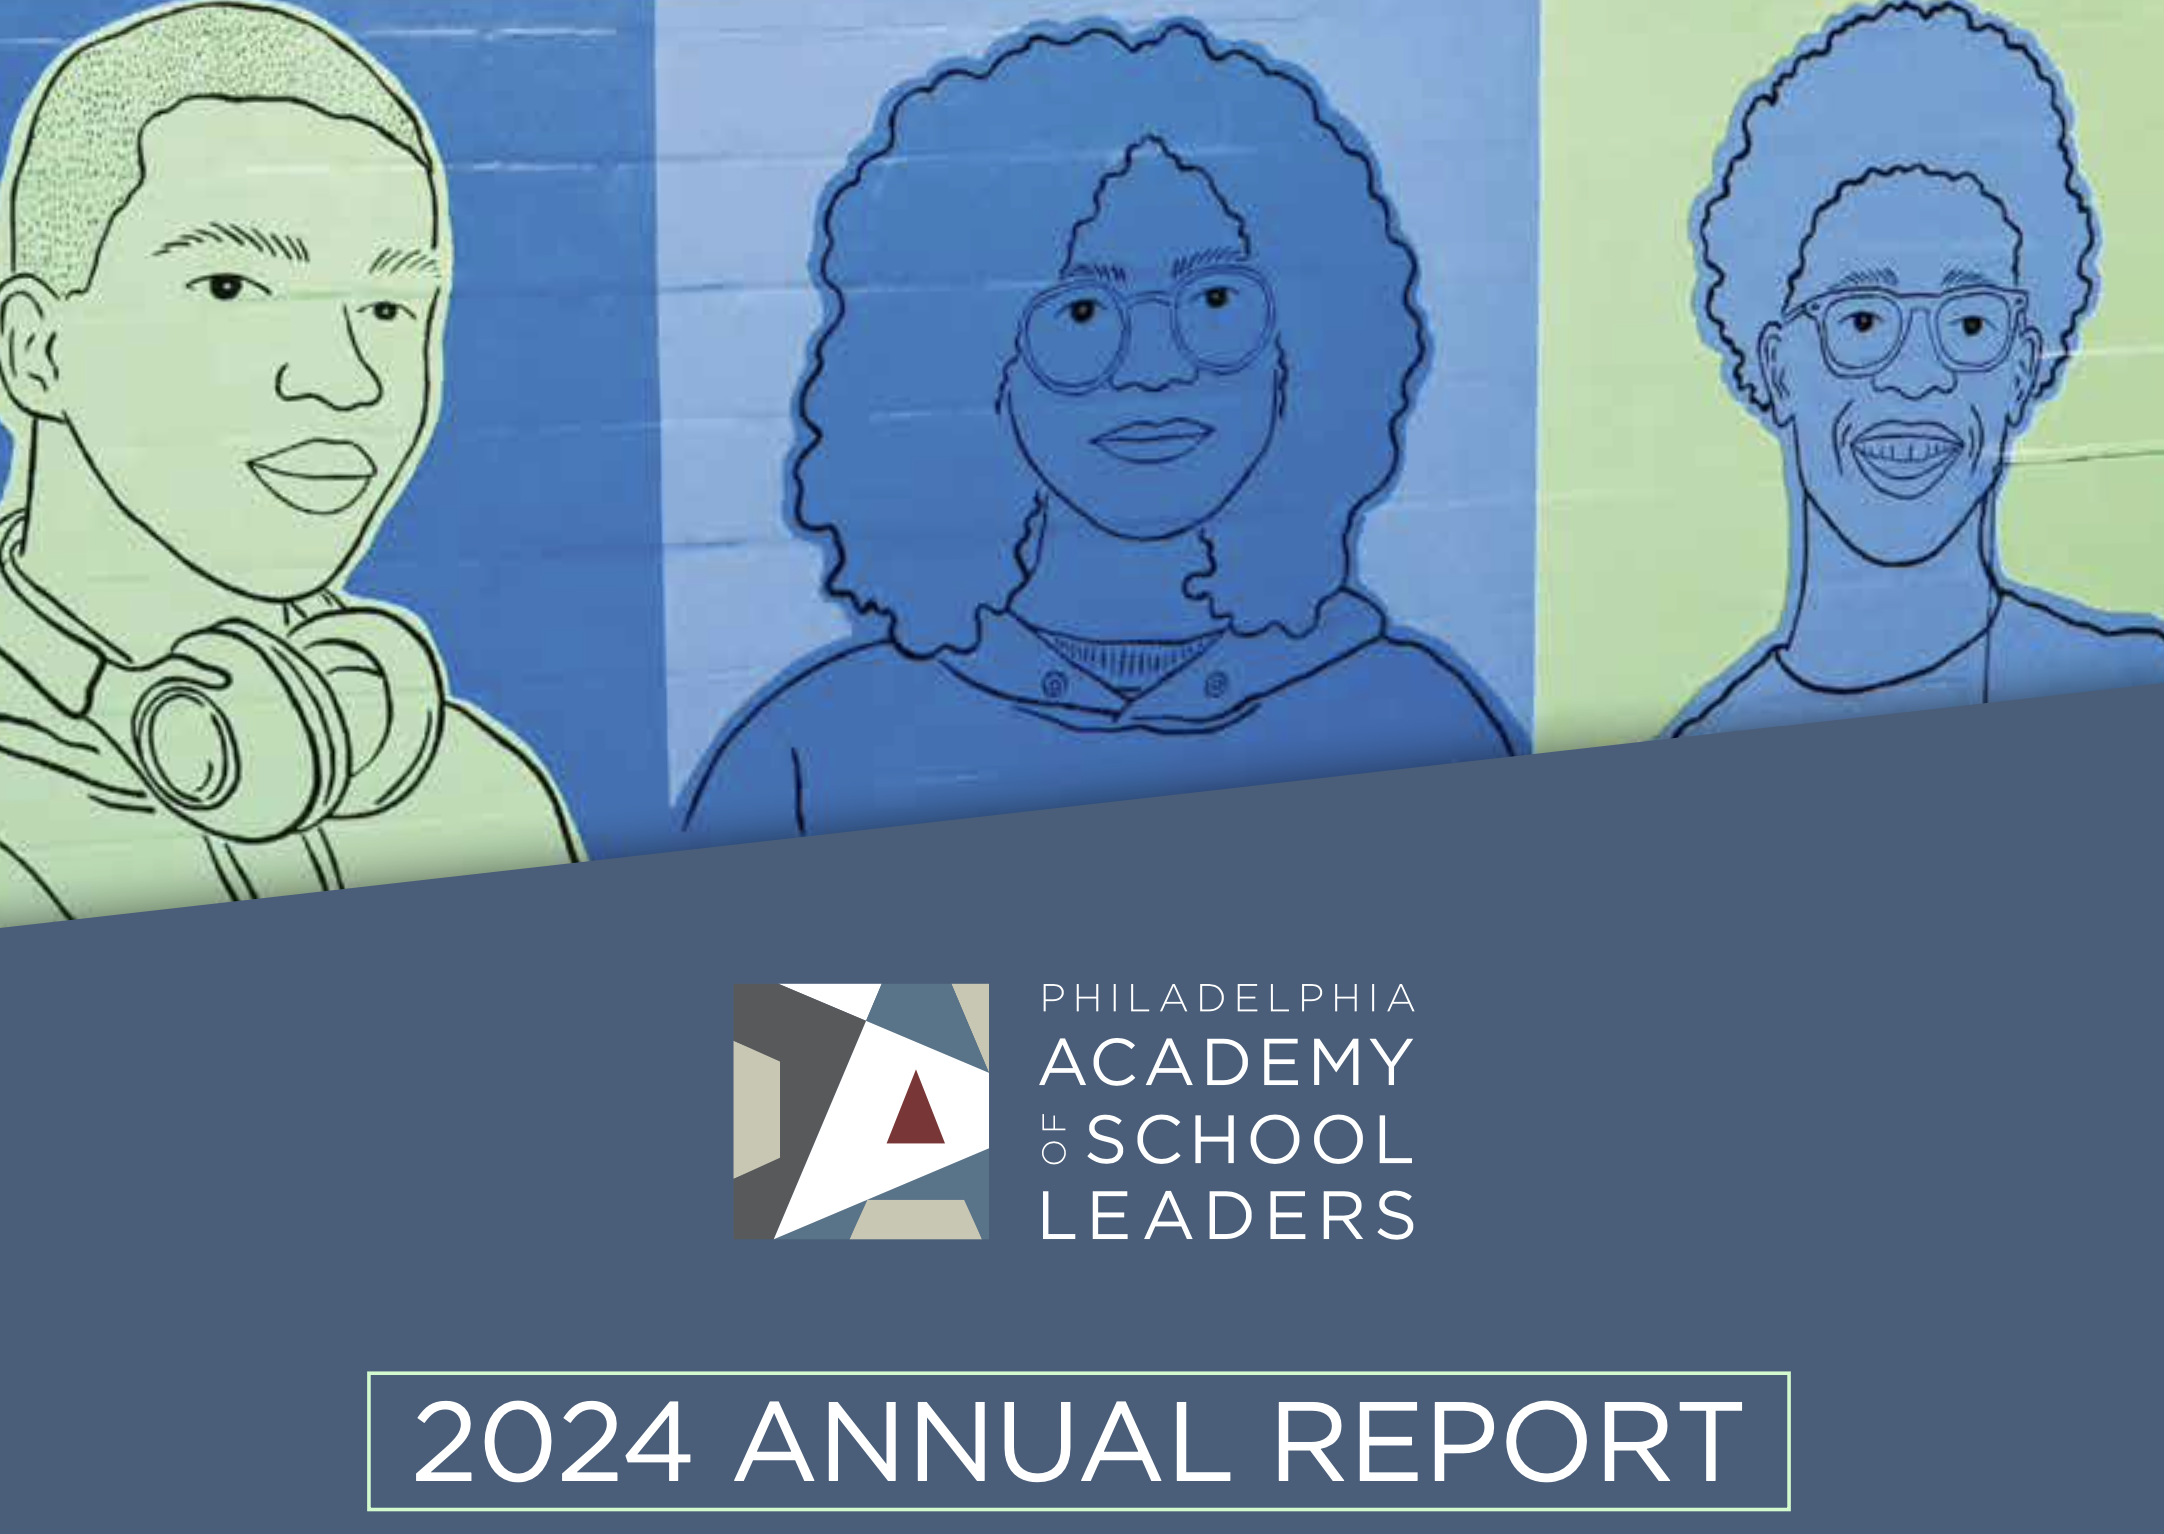 PHILADELPHIA
ACADEMY
OF SCHOOL
LEADERS
2024 ANNUAL REPORT